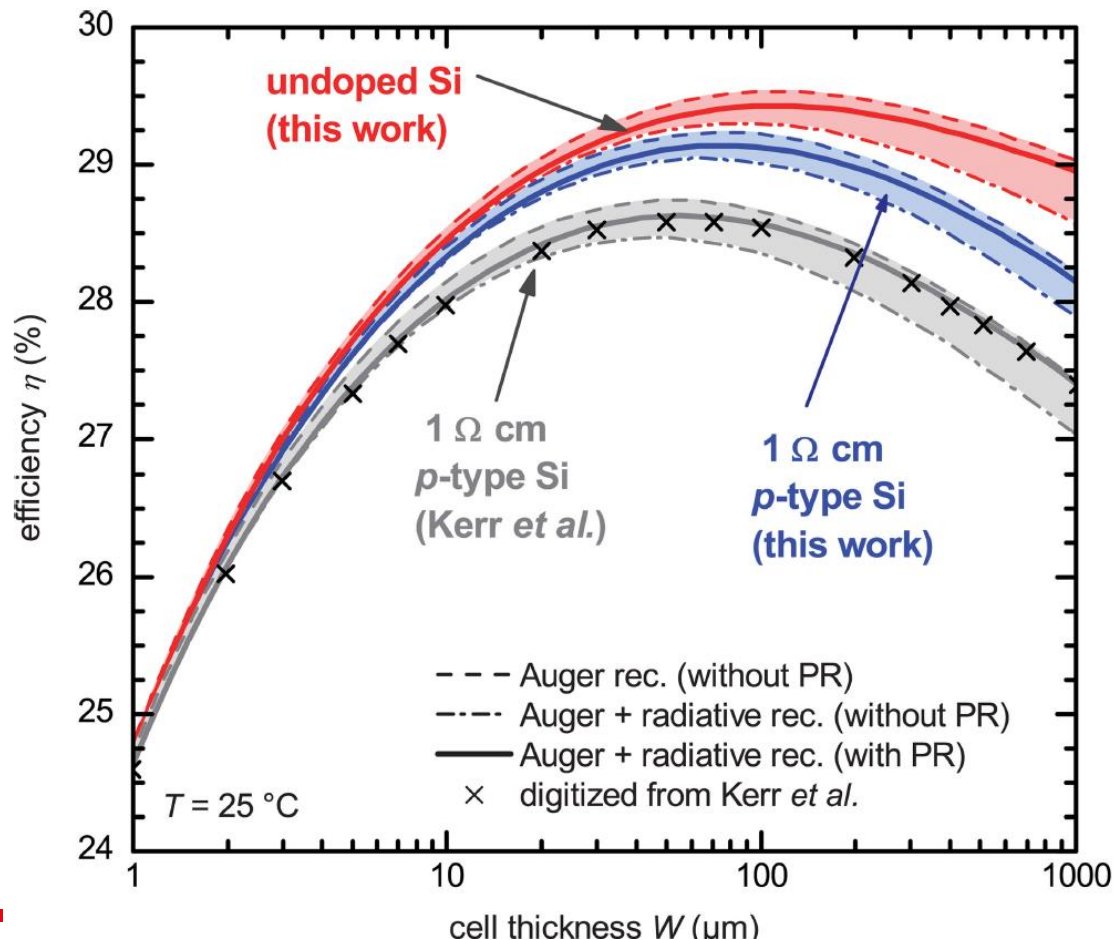 30
29
28
27
26
25
24
efficiency η (%)
undoped Si
(this work)
1 Ω cm
p-type Si
(Kerr et al.)
1 Ω cm
p-type Si
(this work)
Auger rec. (without PR)
Auger + radiative rec. (without PR)
Auger + radiative rec. (with PR)
digitized from Kerr et al.
T = 25 °C
1 10 100 1000
cell thickness W (μm)